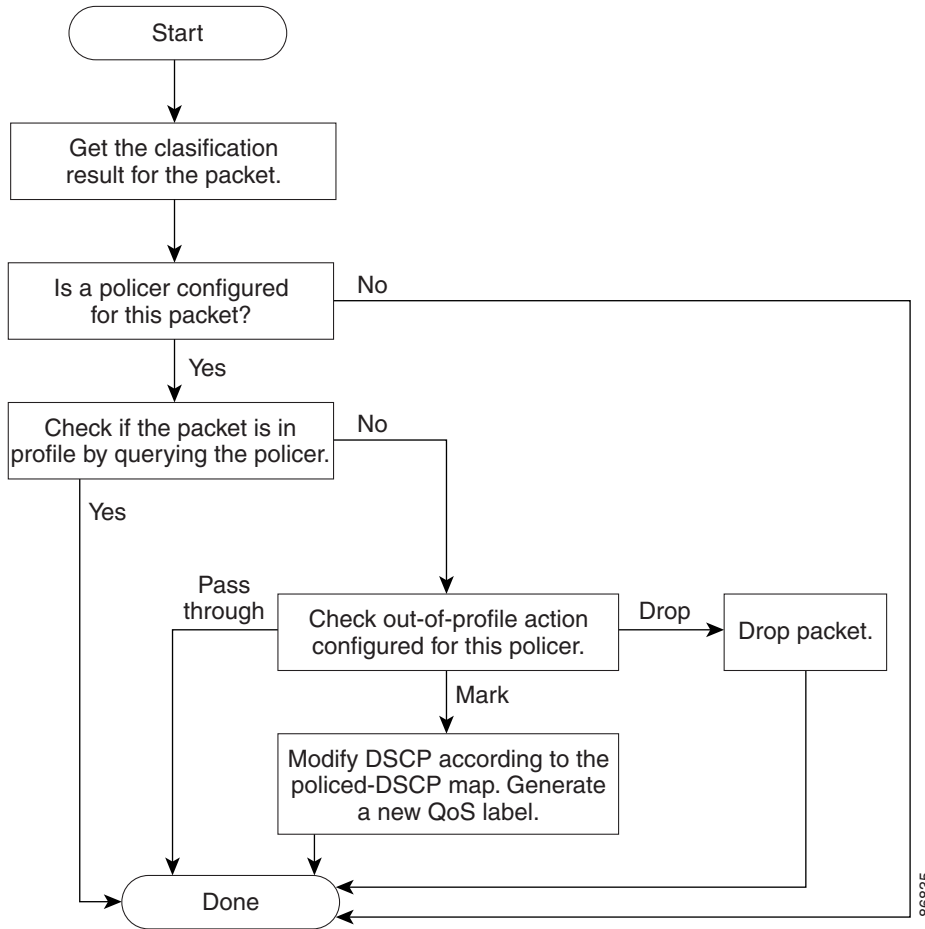 Start
Get the clasification
result for the packet.
Is a policer configured
for this packet?
No
Yes
Check if the packet is in
profile by querying the policer.
No
Yes
Pass
through
Check out-of-profile action
configured for this policer.
Drop
Drop packet.
Mark
Modify DSCP according to the
policed-DSCP map. Generate
a new QoS label.
Done
86835